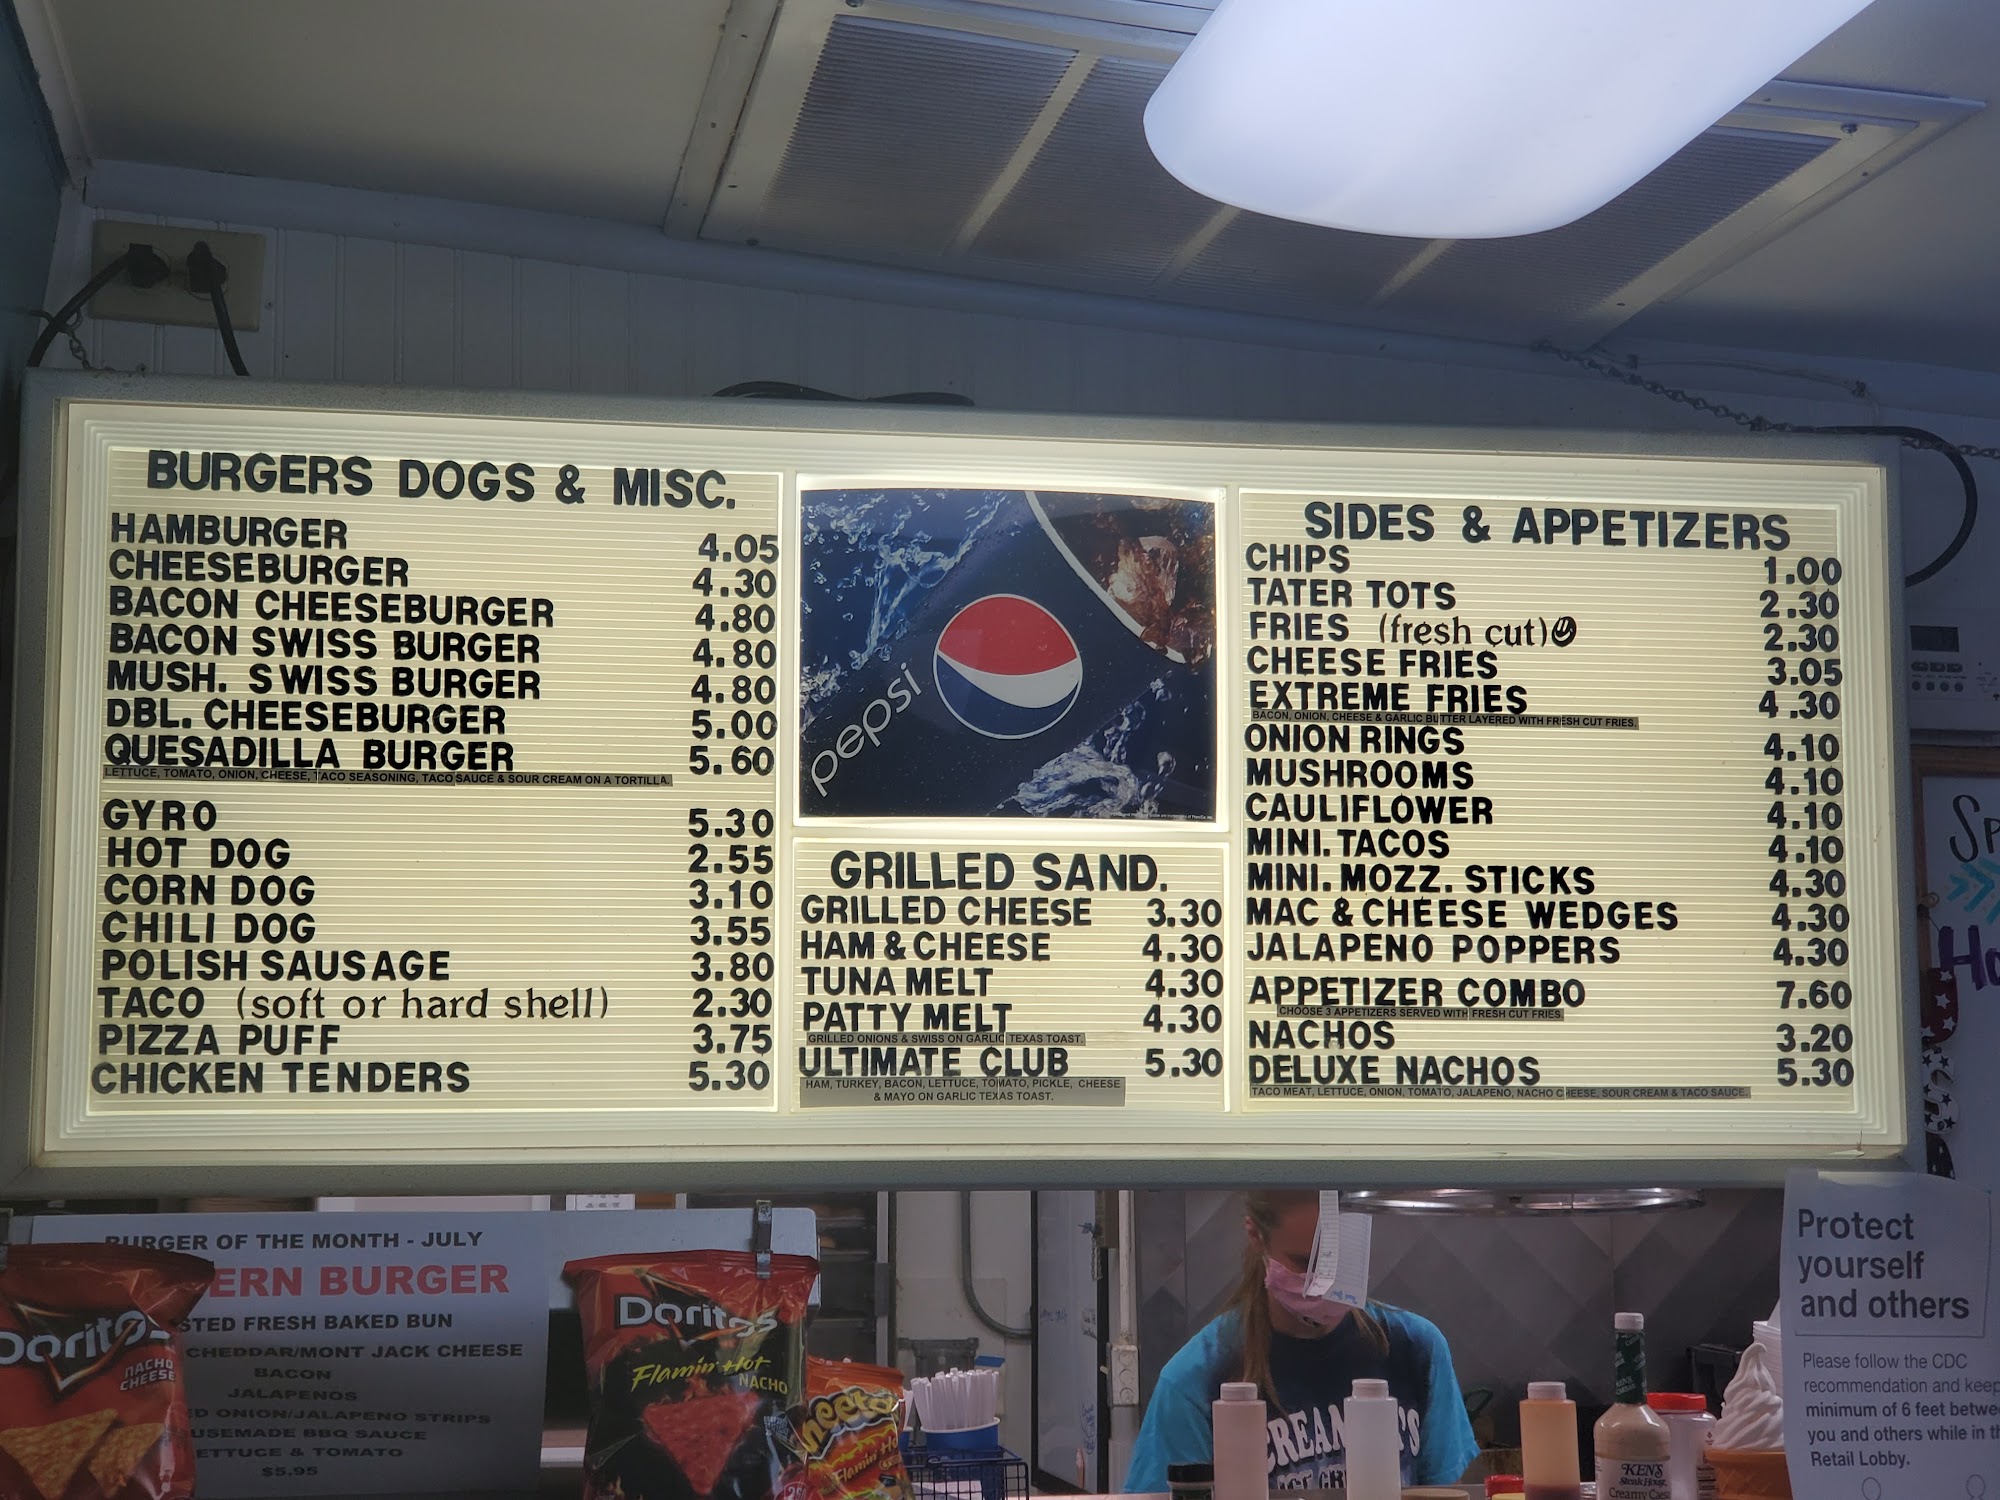 BURGERS DOGS & MISC.
HAMBURGER 4.05
CHEESEBURGER 4.30
BACON CHEESEBURGER 4.80
BACON SWISS BURGER 4.80
MUSH. SWISS BURGER 4.80
DBL. CHEESEBURGER 5.00
QUESADILLA BURGER 5.60
LETTUCE, TOMATO, ONION, CHEESE, TACO SEASONING, TACO SAUCE & SOUR CREAM ON A TORTILLA.
GYRO 5.30
HOT DOG 2.55
CORN DOG 3.10
CHILI DOG 3.55
POLISH SAUSAGE 3.80
TACO (soft or hard shell) 2.30
PIZZA PUFF 3.75
CHICKEN TENDERS 5.30
pepsi
GRILLED SAND.
GRILLED CHEESE 3.30
HAM & CHEESE 4.30
TUNA MELT 4.30
PATTY MELT 4.30
GRILLED ONIONS & SWISS ON GARLIC TEXAS TOAST.
ULTIMATE CLUB 5.30
HAM, TURKEY, BACON, LETTUCE, TOMATO, PICKLE, CHEESE
& MAYO ON GARLIC TEXAS TOAST.
SIDES & APPETIZERS
CHIPS 1.00
TATER TOTS 2.30
FRIES (fresh cut) 2.30
CHEESE FRIES 3.05
EXTREME FRIES 4.30
BACON, ONION, CHEESE & GARLIC BUTTER LAYERED WITH FRESH CUT FRIES.
ONION RINGS 4.10
MUSHROOMS 4.10
CAULIFLOWER 4.10
MINI. TACOS 4.10
MINI. MOZZ. STICKS 4.30
MAC & CHEESE WEDGES 4.30
JALAPENO POPPERS 4.30
APPETIZER COMBO 7.60
CHOOSE 3 APPETIZERS SERVED WITH FRESH CUT FRIES.
NACHOS 3.20
DELUXE NACHOS 5.30
TACO MEAT, LETTUCE, ONION, TOMATO, JALAPENO, NACHO CHEESE, SOUR CREAM & TACO SAUCE.
BURGER OF THE MONTH - JULY
ERN BURGER
STED FRESH BAKED BUN
CHEDDAR/MONT JACK CHEESE
BACON
JALAPENOS
D ONION/JALAPENO STRIPS
USEMADE BBQ SAUCE
ETTUCE & TOMATO
$5.95
Doritos
NACHO
CHEESE
Doritos
Flamin' Hot
NACHO
heetos
Flamin' Ho
KEN'S
Steak House
Creamy Caes
Sp
Ho
Protect
yourself
and others
Please follow the CDC
recommendation and keep
minimum of 6 feet betwe
you and others while in th
Retail Lobby.